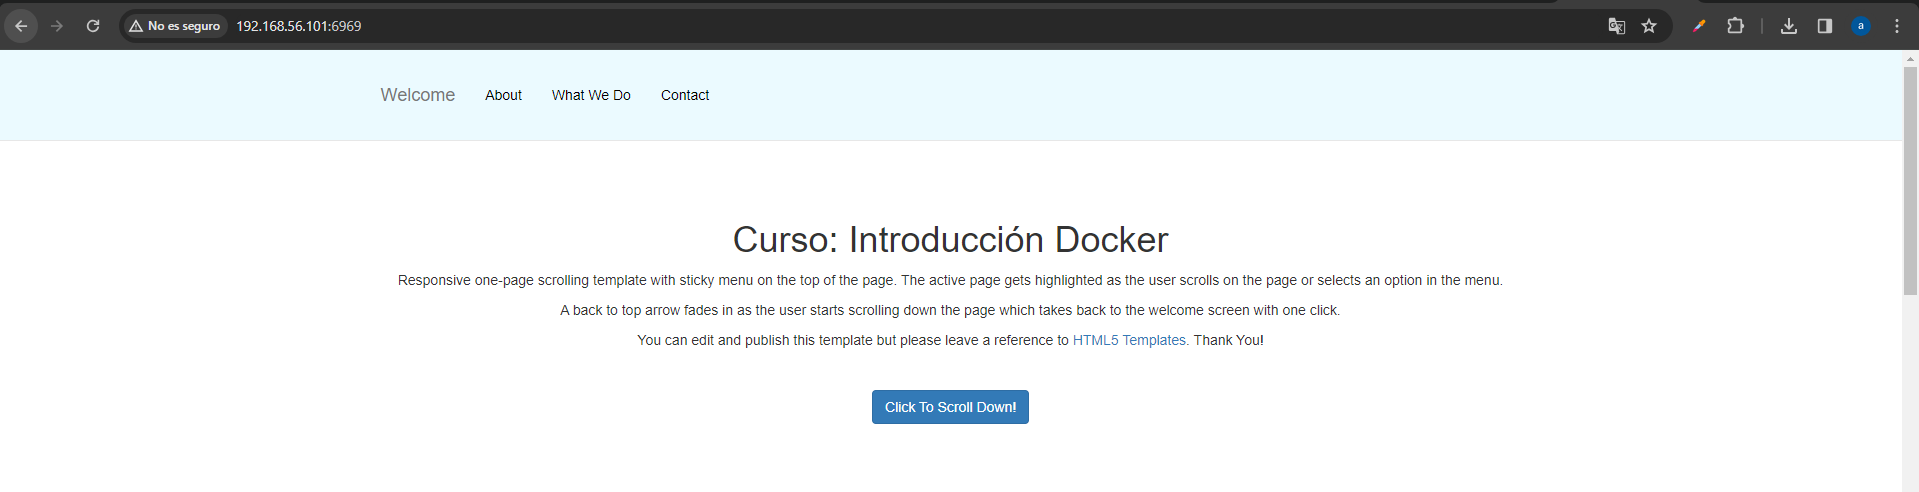 No es seguro 192.168.56.101:6969 a
Welcome About What We Do Contact
Curso: Introducción Docker
Responsive one-page scrolling template with sticky menu on the top of the page. The active page gets highlighted as the user scrolls on the page or selects an option in the menu.
A back to top arrow fades in as the user starts scrolling down the page which takes back to the welcome screen with one click.
You can edit and publish this template but please leave a reference to HTML5 Templates. Thank You!
Click To Scroll Down!